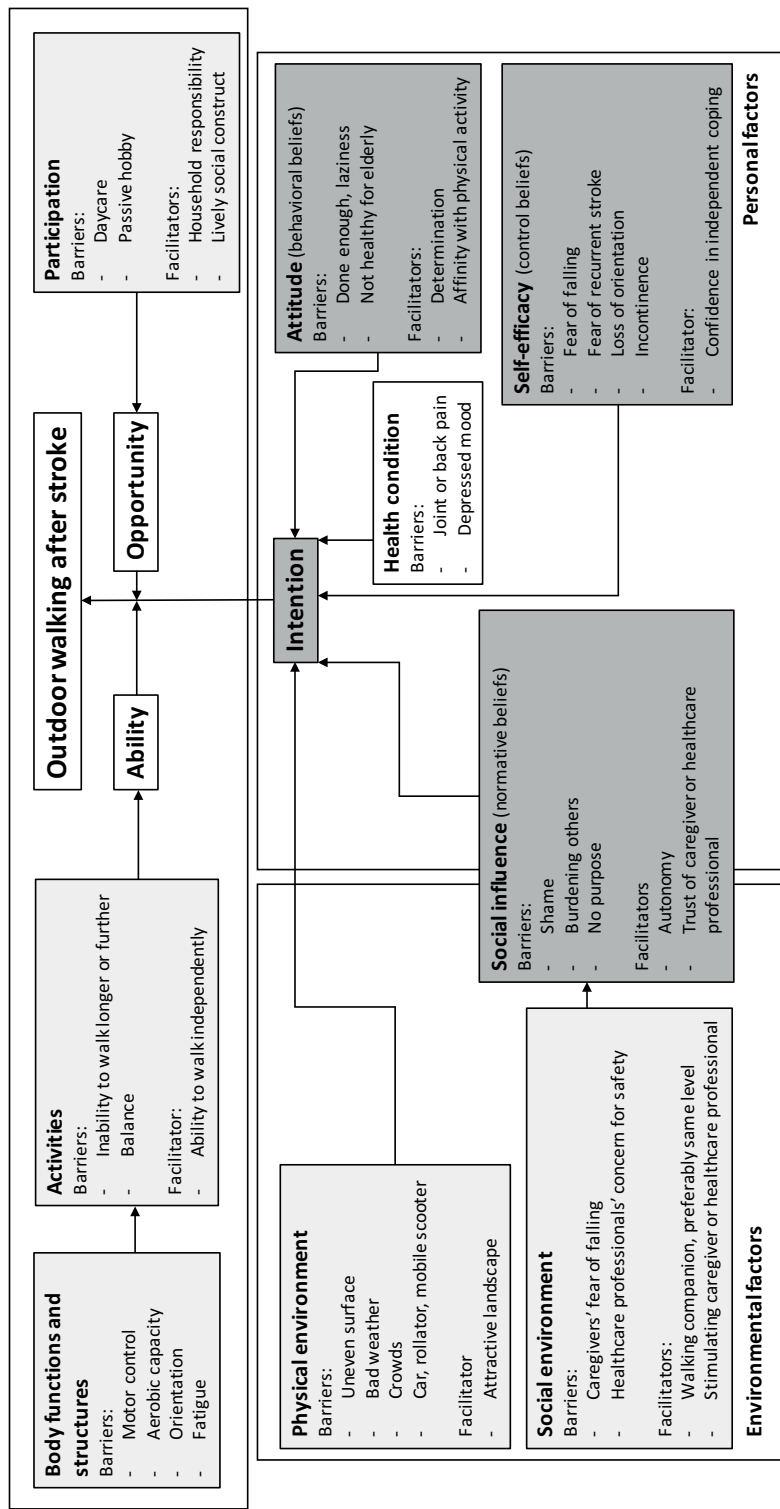 Outdoor walking after stroke
Ability
Opportunity
Body functions and
structures
Barriers:
- Motor control
- Aerobic capacity
- Orientation
- Fatigue
Activities
Barriers:
- Inability to walk longer or further
- Balance
Facilitator:
- Ability to walk independently
Participation
Barriers:
- Daycare
- Passive hobby
Facilitators:
- Household responsibility
- Lively social construct
Intention
Physical environment
Barriers:
- Uneven surface
- Bad weather
- Crowds
- Car, rollator, mobile scooter
Facilitator
- Attractive landscape
Social environment
Barriers:
- Caregivers’ fear of falling
- Healthcare professionals’ concern for safety
Facilitators:
- Walking companion, preferably same level
- Stimulating caregiver or healthcare professional
Environmental factors
Social influence (normative beliefs)
Barriers:
- Shame
- Burdening others
- No purpose
Facilitators
- Autonomy
- Trust of caregiver or healthcare
professional
Health condition
Barriers:
- Joint or back pain
- Depressed mood
Attitude (behavioral beliefs)
Barriers:
- Done enough, laziness
- Not healthy for elderly
Facilitators:
- Determination
- Affinity with physical activity
Self-efficacy (control beliefs)
Barriers:
- Fear of falling
- Fear of recurrent stroke
- Loss of orientation
- Incontinence
Facilitator:
- Confidence in independent coping
Personal factors